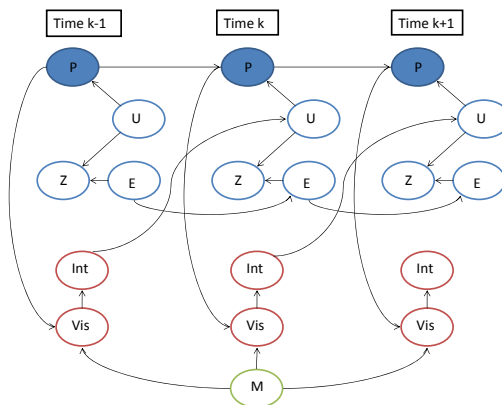 Time k-1 Time k Time k+1
P P P
U U U
Z E Z E Z E
Int Int Int
Vis Vis Vis
M